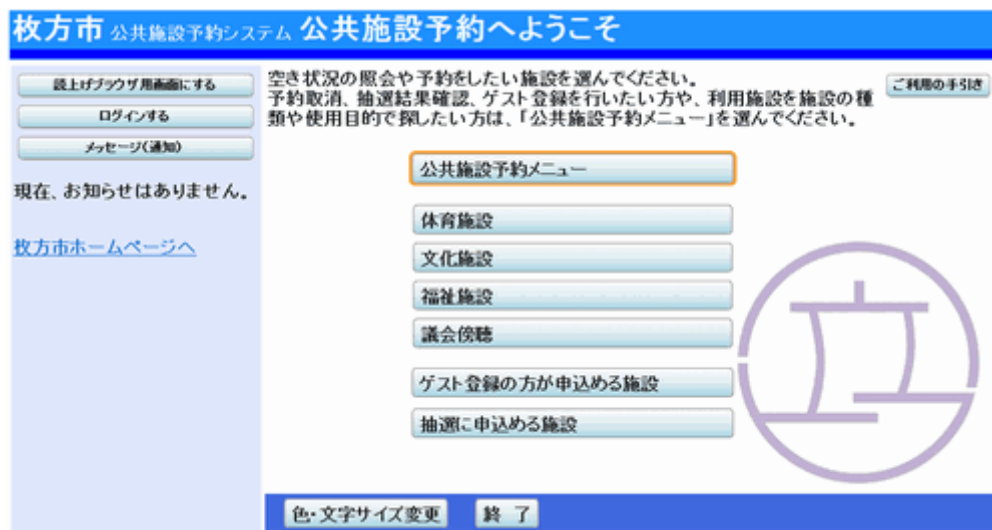 枚方市 公共施設予約システム 公共施設予約へようこそ
読上げブラウザ用画面にする
ログインする
メッセージ(通知)
現在、お知らせはありません。
枚方市ホームページへ
空き状況の照会や予約をしたい施設を選んでください。
予約取消、抽選結果確認、ゲスト登録を行いたい方や、利用施設を施設の種
類や使用目的で探したい方は、「公共施設予約メニュー」を選んでください。
ご利用の手引き
公共施設予約メニュー
体育施設
文化施設
福祉施設
議会傍聴
ゲスト登録の方が申込める施設
抽選に申込める施設
色・文字サイズ変更
終 了